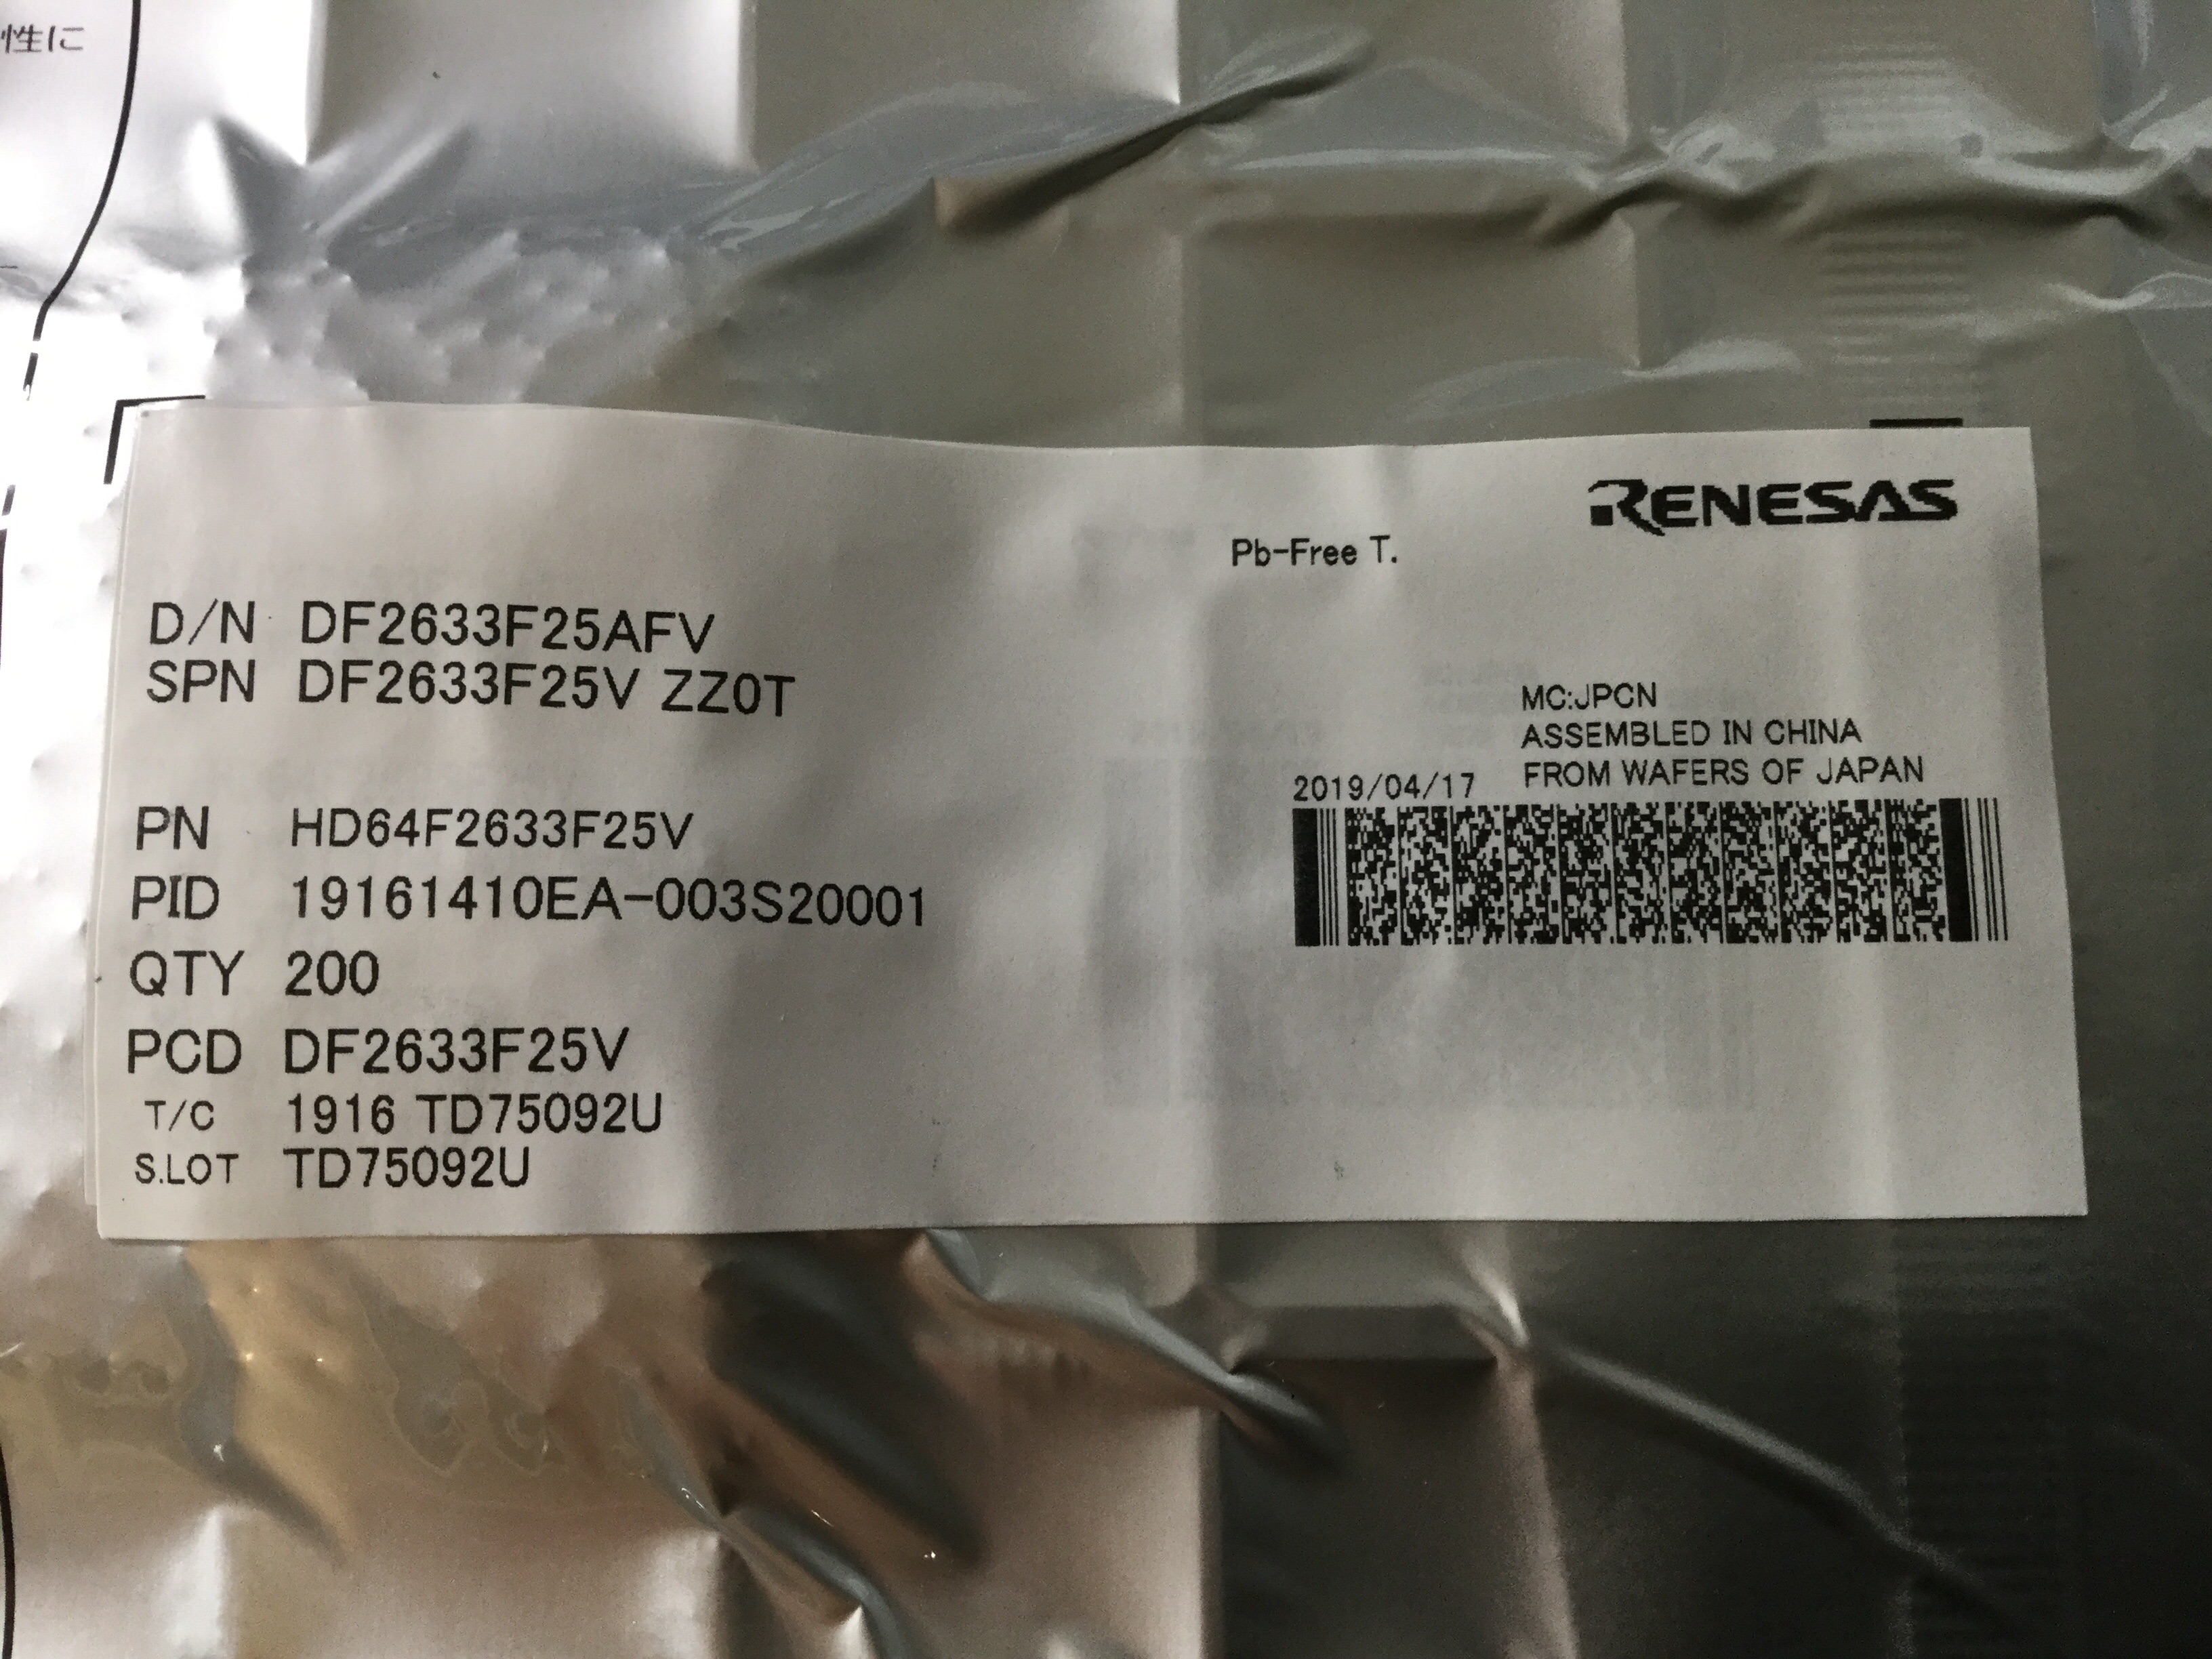 性に
RENESAS
Pb-Free T.
D/N DF2633F25AFV
SPN DF2633F25V ZZ0T
MC:JPCN
ASSEMBLED IN CHINA
FROM WAFERS OF JAPAN
2019/04/17
PN HD64F2633F25V
PID 19161410EA-003S20001
QTY 200
PCD DF2633F25V
T/C 1916 TD75092U
S.LOT TD75092U